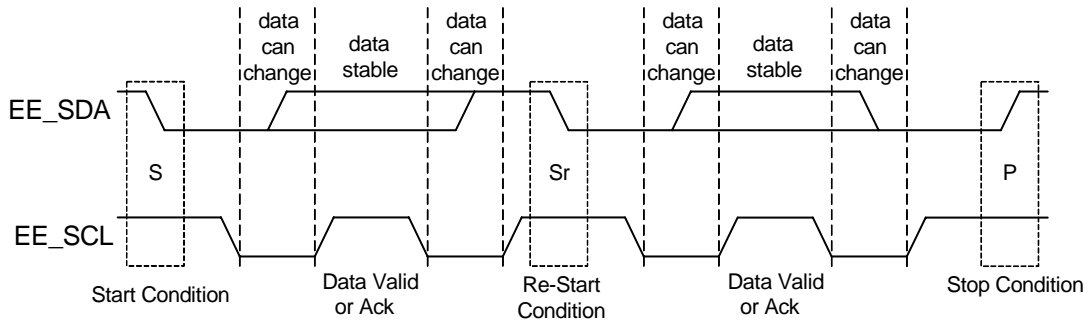 data
can
change
data
stable
data
can
change
data
can
change
data
stable
data
can
change
EE_SDA
S
Sr
P
EE_SCL
Start Condition
Data Valid
or Ack
Re-Start
Condition
Data Valid
or Ack
Stop Condition